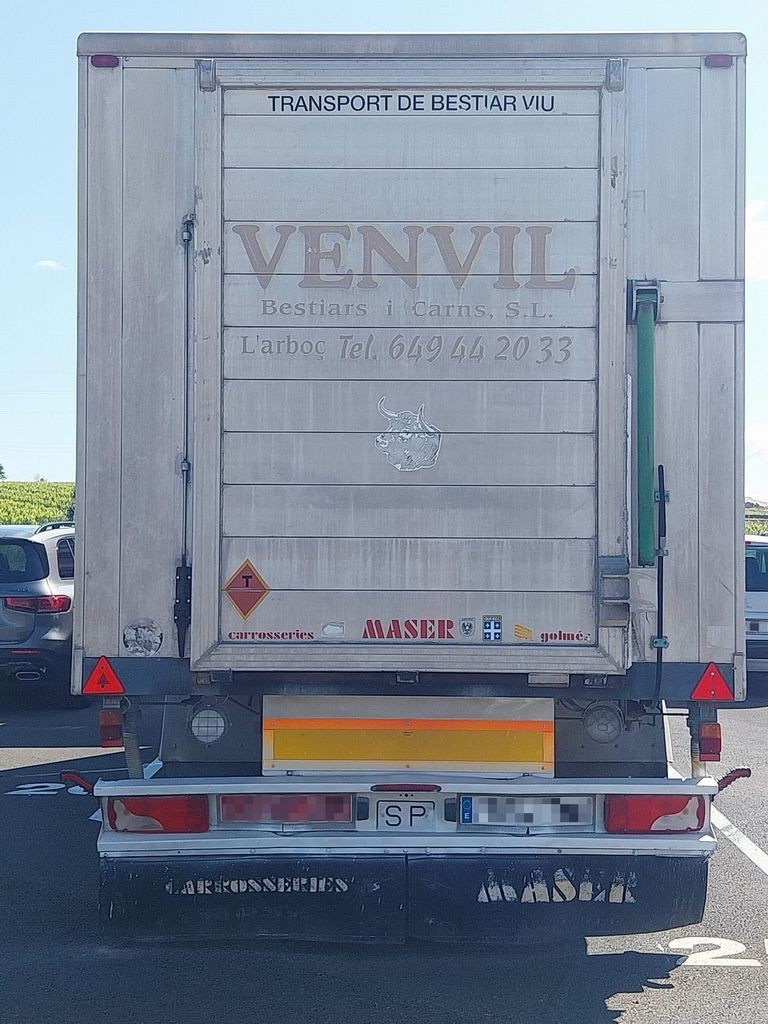 TRANSPORT DE BESTIAR VIU
VENVIL
Bestiars i Carns, S.L.
L'arboç Tel. 649 44 20 33
T
carrosseries MASER golmés
SP
E
CARROSSERIES MASER
2